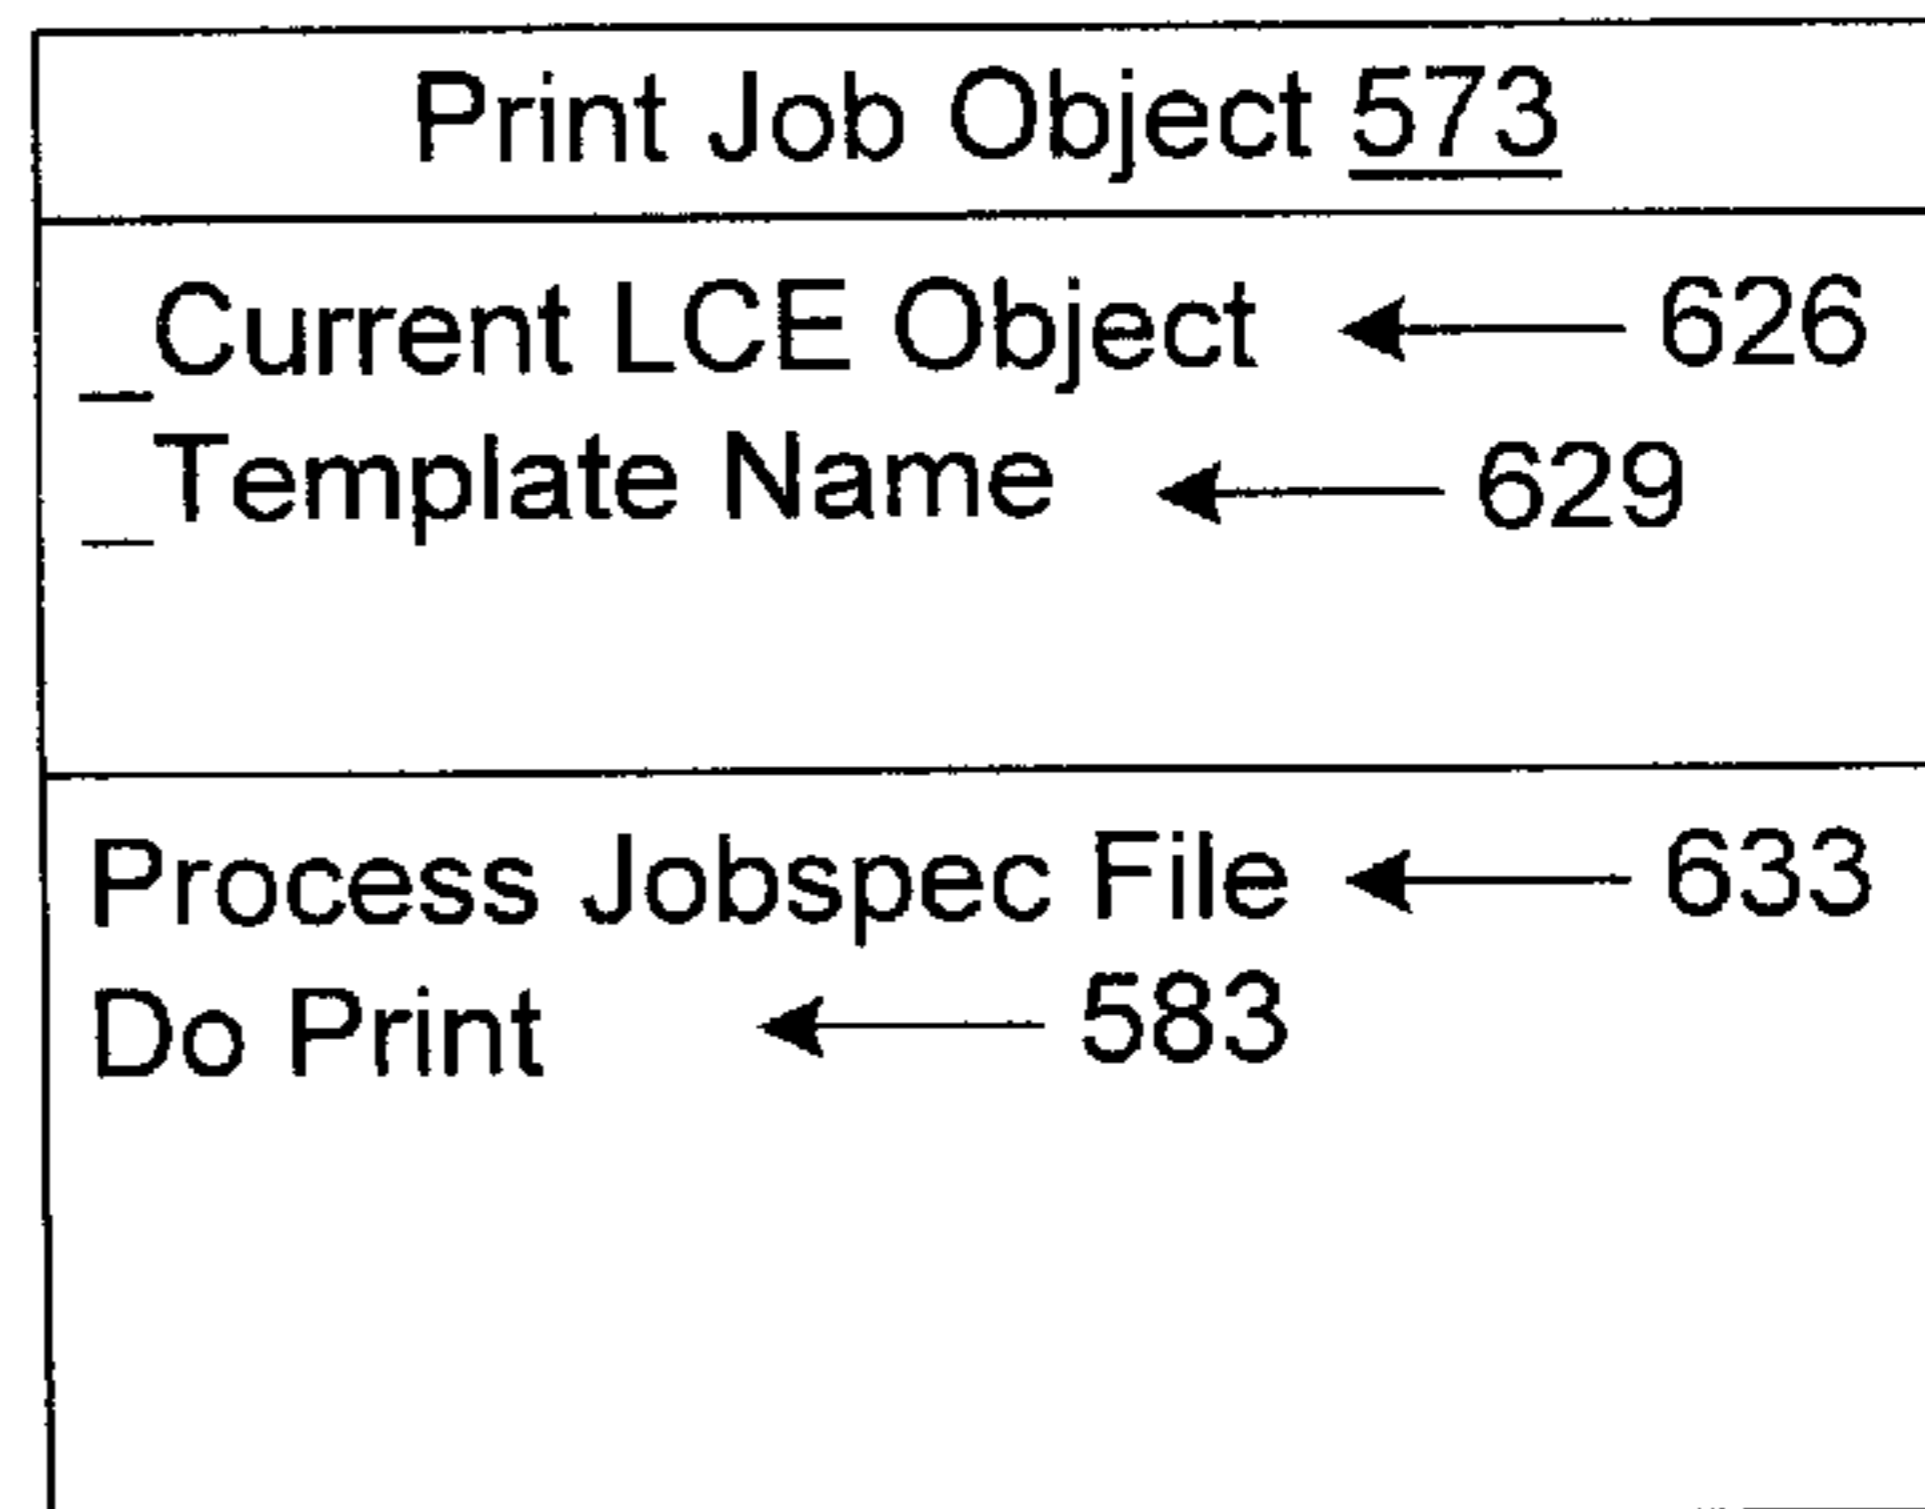 Print Job Object 573
_Current LCE Object ← 626
_Template Name ← 629
Process Jobspec File ← 633
Do Print ← 583